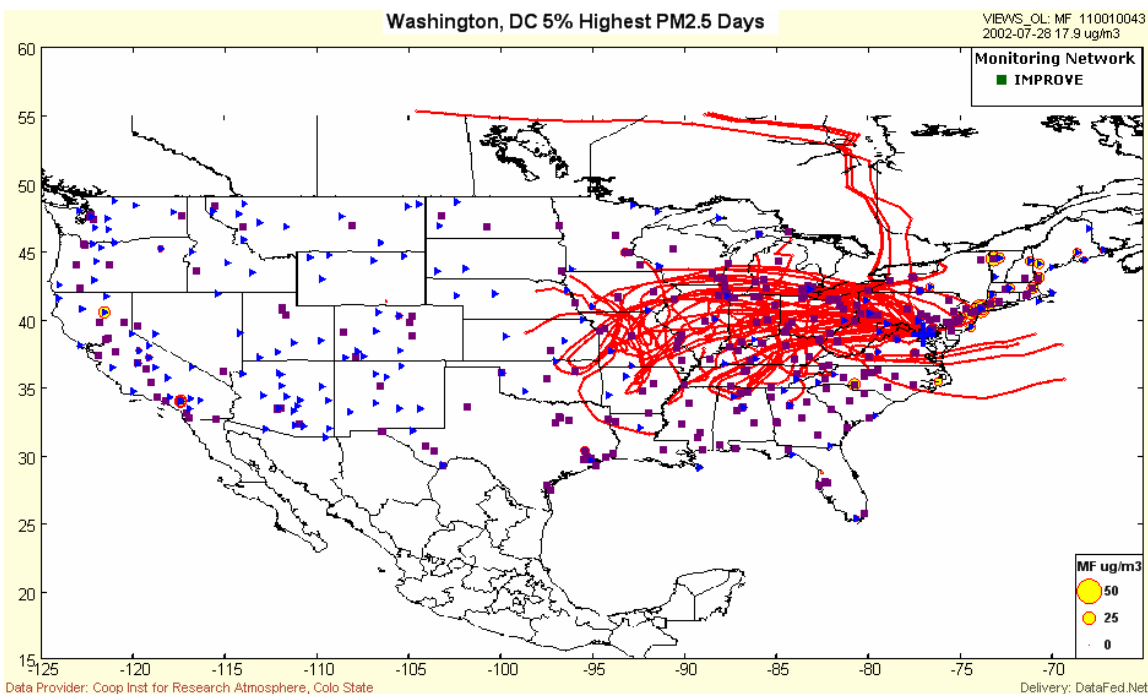 Washington, DC 5% Highest PM2.5 Days
VIEWS_OL: MF 110010043
2002-07-28 17.9 ug/m3
Monitoring Network
IMPROVE
60
55
50
45
40
35
30
25
20
15
-125 -120 -115 -110 -105 -100 -95 -90 -85 -80 -75 -70
MF ug/m3
50
25
0
Data Provider: Coop Inst for Research Atmosphere, Colo State
Delivery: DataFed.Net